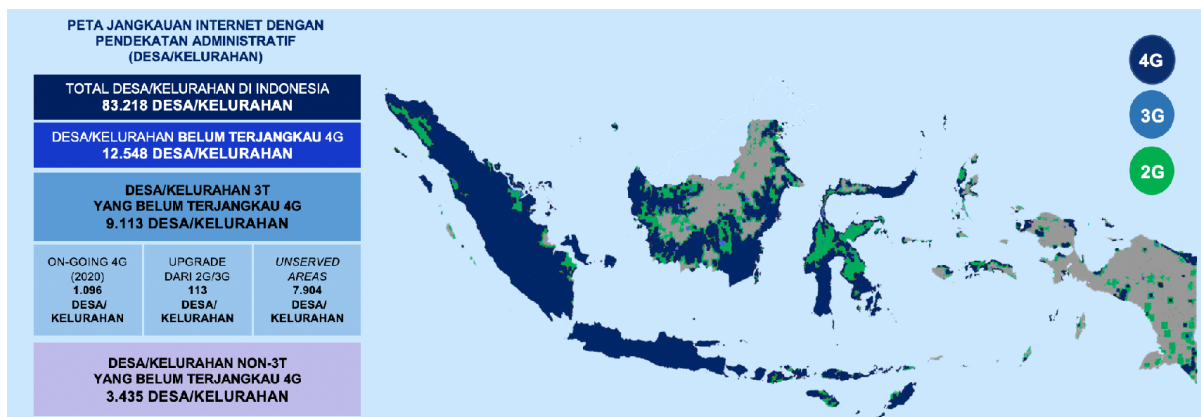 PETA JANGKAUAN INTERNET DENGAN
PENDEKATAN ADMINISTRATIF
(DESA/KELURAHAN)
TOTAL DESA/KELURAHAN DI INDONESIA
83.218 DESA/KELURAHAN
DESA/KELURAHAN BELUM TERJANGKAU 4G
12.548 DESA/KELURAHAN
DESA/KELURAHAN 3T
YANG BELUM TERJANGKAU 4G
9.113 DESA/KELURAHAN
ON-GOING 4G
(2020)
1.096
DESA/
KELURAHAN
UPGRADE
DARI 2G/3G
113
DESA/
KELURAHAN
UNSERVED
AREAS
7.904
DESA/
KELURAHAN
DESA/KELURAHAN NON-3T
YANG BELUM TERJANGKAU 4G
3.435 DESA/KELURAHAN
4G
3G
2G